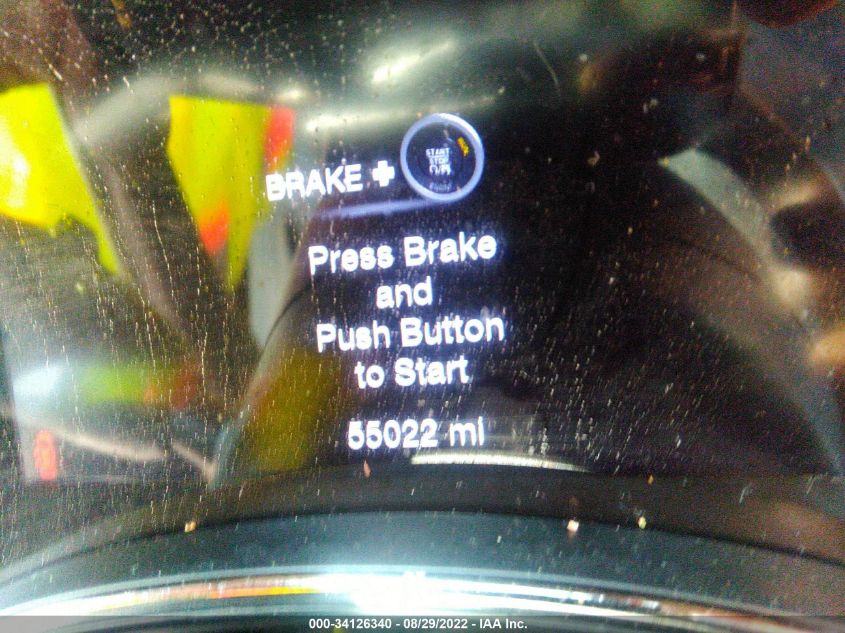 BRAKE +
START
STOP
Press Brake
and
Push Button
to Start
55022 mi
000-34126340 - 08/29/2022 - IAA Inc.